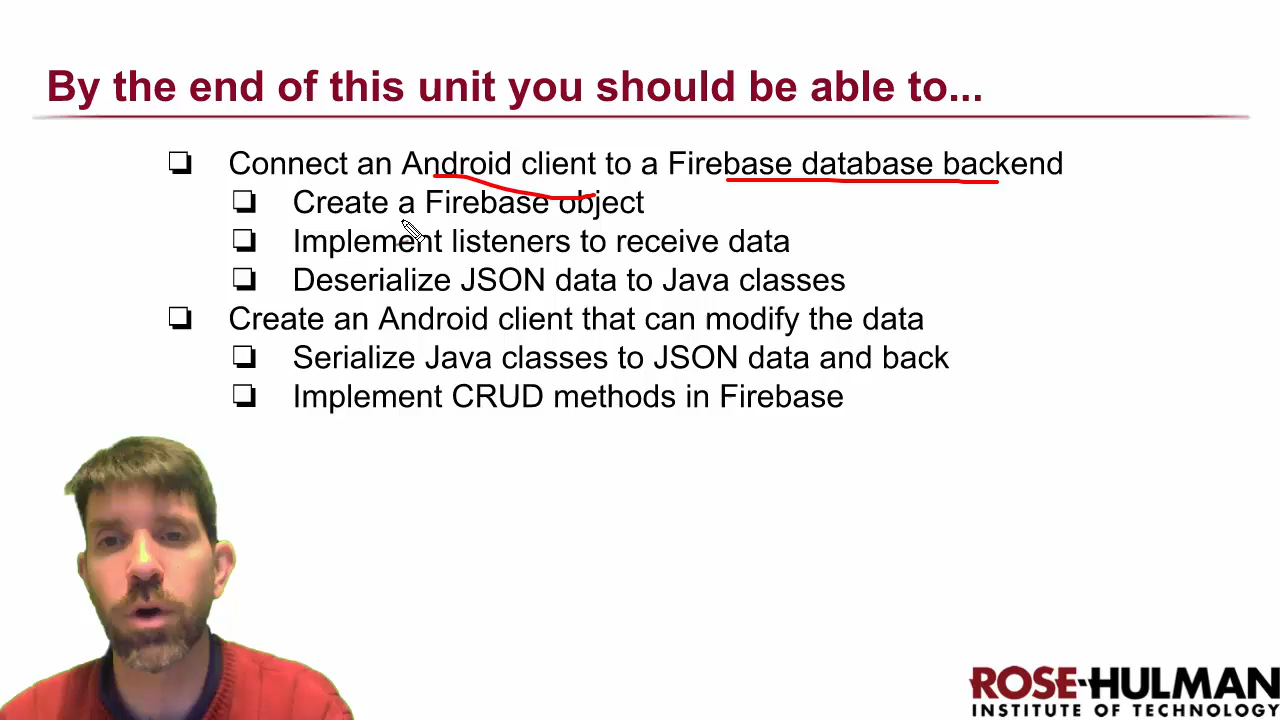 By the end of this unit you should be able to...
Connect an Android client to a Firebase database backend
Create a Firebase object
Implement listeners to receive data
Deserialize JSON data to Java classes
Create an Android client that can modify the data
Serialize Java classes to JSON data and back
Implement CRUD methods in Firebase
ROSE-HULMAN
INSTITUTE OF TECHNOLOGY